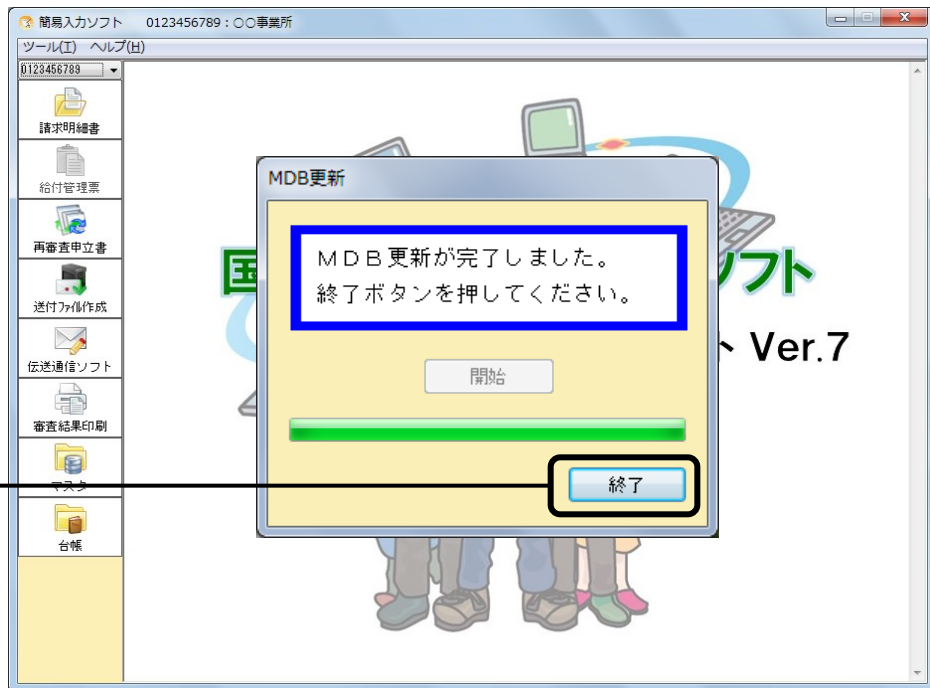 簡易入力ソフト　0123456789：○○事業所
ツール(T)　ヘルプ(H)
0123456789
請求明細書
給付管理票
再審査申立書
送付ファイル作成
伝送通信ソフト
審査結果印刷
マスタ
台帳
国
ソフト
ト Ver.7
MDB更新
ＭＤＢ更新が完了しました。
終了ボタンを押してください。
開始
終了